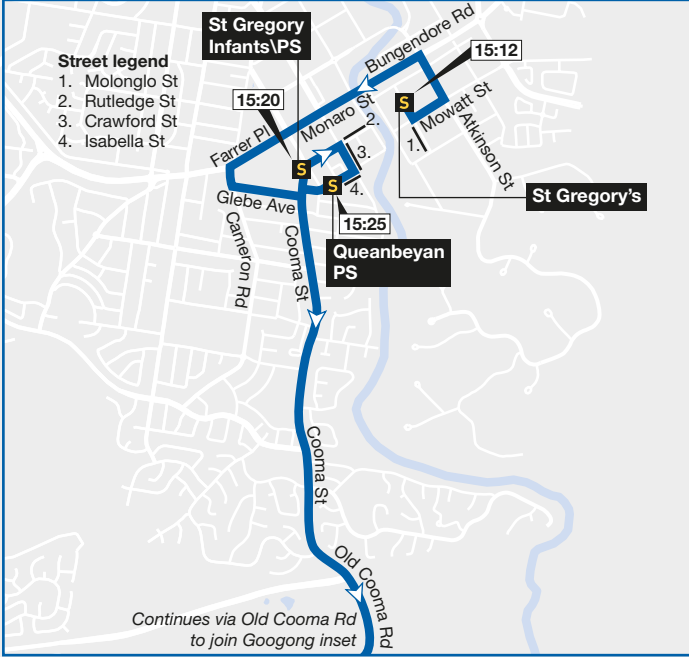 St Gregory
Infants\PS
Bungendore Rd
15:12
Street legend
1. Molonglo St
2. Rutledge St
3. Crawford St
4. Isabella St
15:20
S
Mowatt St
Monaro St
2.
Farrer Pl
3.
1.
Atkinson St
S
S
4.
St Gregory's
Glebe Ave
15:25
Cameron Rd
Cooma St
Queanbeyan
PS
Cooma St
Old Cooma Rd
Continues via Old Cooma Rd
to join Googong inset